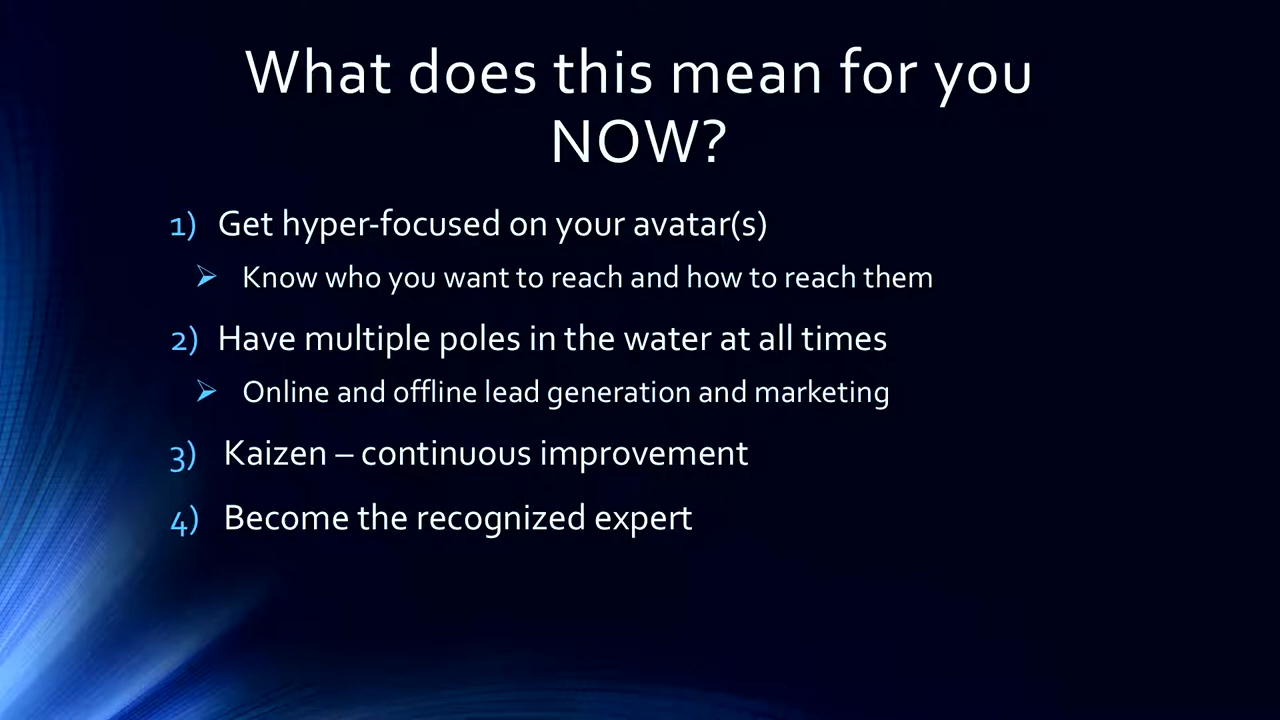 What does this mean for you
NOW?
1) Get hyper-focused on your avatar(s)
➢ Know who you want to reach and how to reach them
2) Have multiple poles in the water at all times
➢ Online and offline lead generation and marketing
3) Kaizen – continuous improvement
4) Become the recognized expert